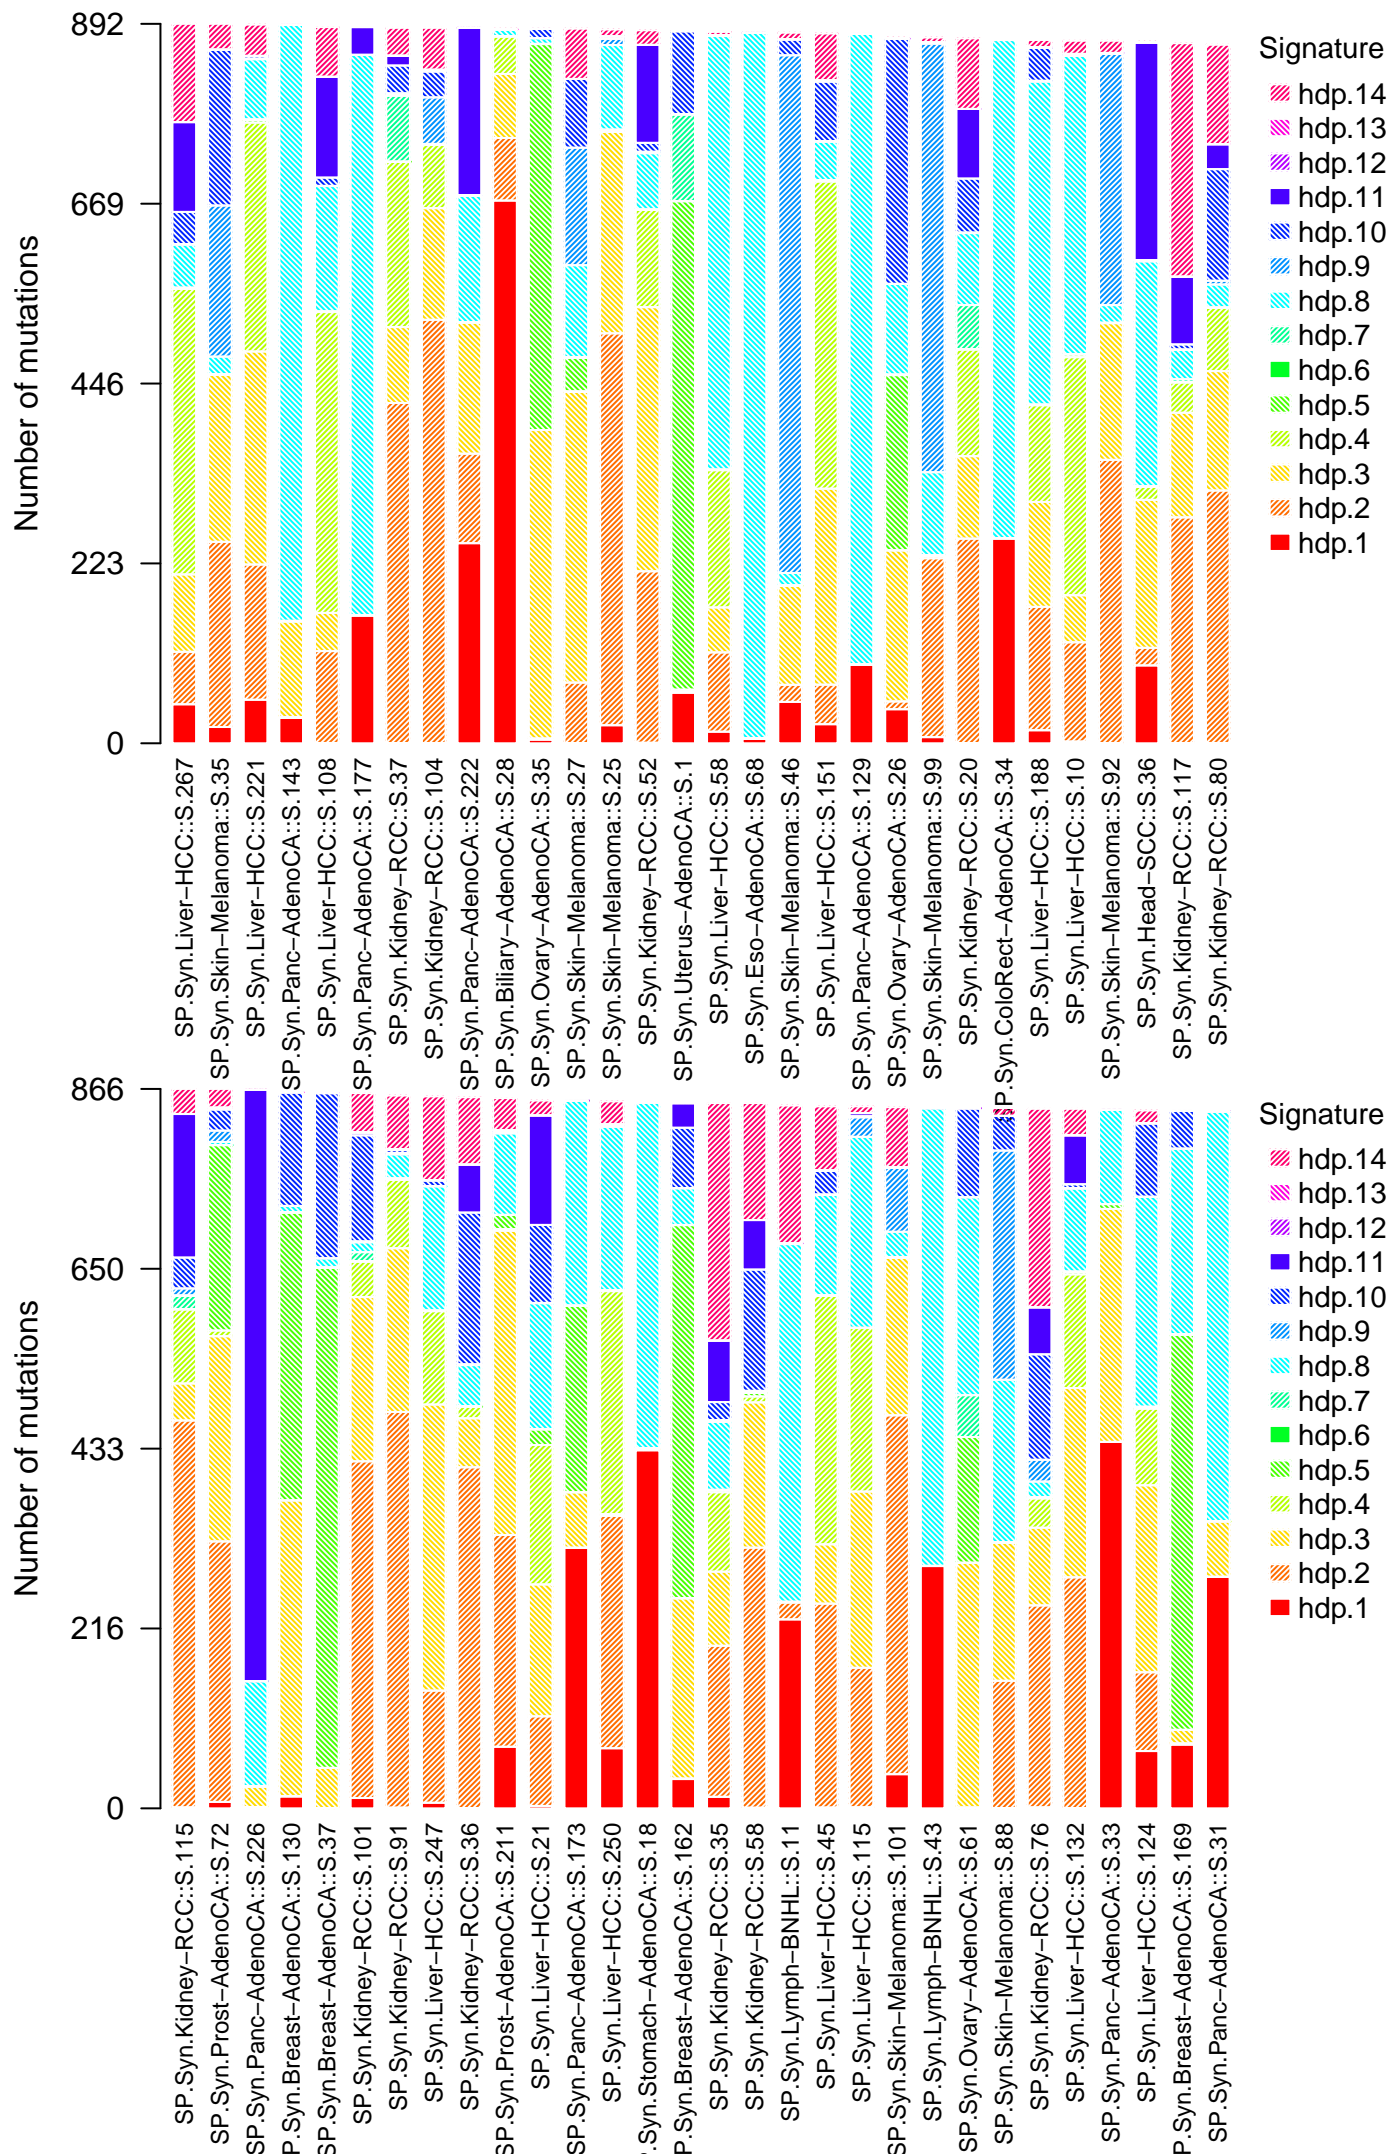 892
669
446
223
0
Number of mutations
Signature
hdp.14
hdp.13
hdp.12
hdp.11
hdp.10
hdp.9
hdp.8
hdp.7
hdp.6
hdp.5
hdp.4
hdp.3
hdp.2
hdp.1
SP.Syn.Liver−HCC::S.267
SP.Syn.Skin−Melanoma::S.35
SP.Syn.Liver−HCC::S.221
SP.Syn.Panc−AdenoCA::S.143
SP.Syn.Liver−HCC::S.108
SP.Syn.Panc−AdenoCA::S.177
SP.Syn.Kidney−RCC::S.37
SP.Syn.Kidney−RCC::S.104
SP.Syn.Panc−AdenoCA::S.222
SP.Syn.Biliary−AdenoCA::S.28
SP.Syn.Ovary−AdenoCA::S.35
SP.Syn.Skin−Melanoma::S.27
SP.Syn.Skin−Melanoma::S.25
SP.Syn.Kidney−RCC::S.52
SP.Syn.Uterus−AdenoCA::S.1
SP.Syn.Liver−HCC::S.58
SP.Syn.Eso−AdenoCA::S.68
SP.Syn.Skin−Melanoma::S.46
SP.Syn.Liver−HCC::S.151
SP.Syn.Panc−AdenoCA::S.129
SP.Syn.Ovary−AdenoCA::S.26
SP.Syn.Skin−Melanoma::S.99
SP.Syn.Kidney−RCC::S.20
P.Syn.ColoRect−AdenoCA::S.34
SP.Syn.Liver−HCC::S.188
SP.Syn.Liver−HCC::S.10
SP.Syn.Skin−Melanoma::S.92
SP.Syn.Head−SCC::S.36
SP.Syn.Kidney−RCC::S.117
SP.Syn.Kidney−RCC::S.80
866
650
433
216
0
Number of mutations
Signature
hdp.14
hdp.13
hdp.12
hdp.11
hdp.10
hdp.9
hdp.8
hdp.7
hdp.6
hdp.5
hdp.4
hdp.3
hdp.2
hdp.1
SP.Syn.Kidney−RCC::S.115
SP.Syn.Prost−AdenoCA::S.72
SP.Syn.Panc−AdenoCA::S.226
P.Syn.Breast−AdenoCA::S.130
SP.Syn.Breast−AdenoCA::S.37
SP.Syn.Kidney−RCC::S.101
SP.Syn.Kidney−RCC::S.91
SP.Syn.Liver−HCC::S.247
SP.Syn.Kidney−RCC::S.36
SP.Syn.Prost−AdenoCA::S.211
SP.Syn.Liver−HCC::S.21
SP.Syn.Panc−AdenoCA::S.173
SP.Syn.Liver−HCC::S.250
.Syn.Stomach−AdenoCA::S.18
P.Syn.Breast−AdenoCA::S.162
SP.Syn.Kidney−RCC::S.35
SP.Syn.Kidney−RCC::S.58
SP.Syn.Lymph−BNHL::S.11
SP.Syn.Liver−HCC::S.45
SP.Syn.Liver−HCC::S.115
SP.Syn.Skin−Melanoma::S.101
SP.Syn.Lymph−BNHL::S.43
SP.Syn.Ovary−AdenoCA::S.61
SP.Syn.Skin−Melanoma::S.88
SP.Syn.Kidney−RCC::S.76
SP.Syn.Liver−HCC::S.132
SP.Syn.Panc−AdenoCA::S.33
SP.Syn.Liver−HCC::S.124
SP.Syn.Breast−AdenoCA::S.169
SP.Syn.Panc−AdenoCA::S.31